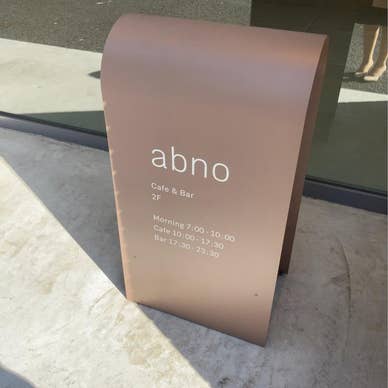 abno
Cafe & Bar
2F
Morning 7:00 - 10:00
Cafe 10:00 - 17:30
Bar 17:30 - 23:30